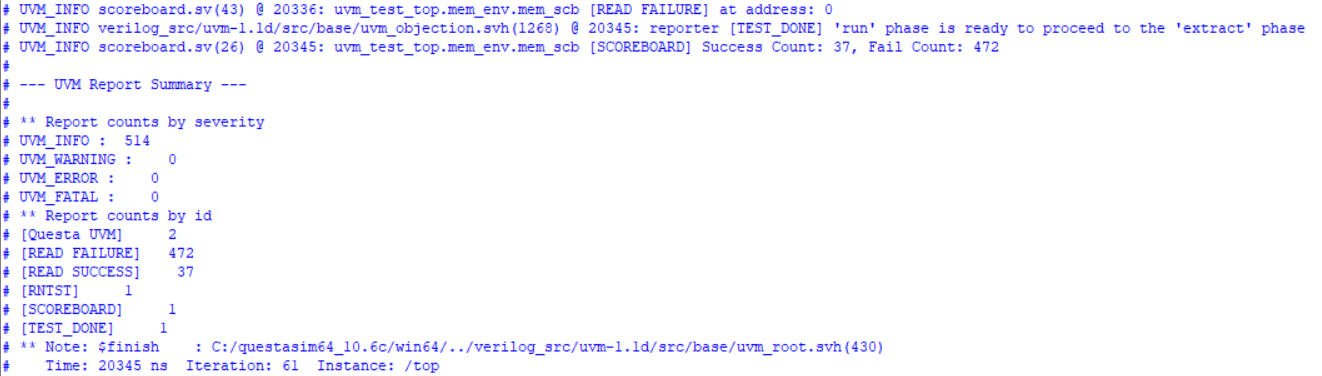 # UVM_INFO scoreboard.sv(43) @ 20336: uvm_test_top.mem_env.mem_scb [READ FAILURE] at address: 0
# UVM_INFO verilog_src/uvm-1.1d/src/base/uvm_objection.svh(1268) @ 20345: reporter [TEST_DONE] 'run' phase is ready to proceed to the 'extract' phase
# UVM_INFO scoreboard.sv(26) @ 20345: uvm_test_top.mem_env.mem_scb [SCOREBOARD] Success Count: 37, Fail Count: 472
#
# --- UVM Report Summary ---
#
# ** Report counts by severity
# UVM_INFO :  514
# UVM_WARNING :    0
# UVM_ERROR :    0
# UVM_FATAL :    0
# ** Report counts by id
# [Questa UVM]     2
# [READ FAILURE]   472
# [READ SUCCESS]    37
# [RNTST]     1
# [SCOREBOARD]     1
# [TEST_DONE]     1
# ** Note: $finish    : C:/questasim64_10.6c/win64/../verilog_src/uvm-1.1d/src/base/uvm_root.svh(430)
#    Time: 20345 ns  Iteration: 61  Instance: /top